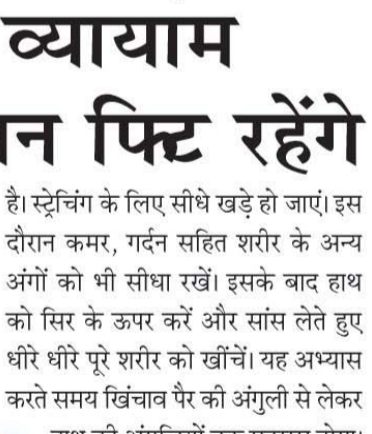 व्यायाम
न फिट रहेंगे
है। स्ट्रेचिंग के लिए सीधे खड़े हो जाएं। इस
दौरान कमर, गर्दन सहित शरीर के अन्य
अंगों को भी सीधा रखें। इसके बाद हाथ
को सिर के ऊपर करें और सांस लेते हुए
धीरे धीरे पूरे शरीर को खींचें। यह अभ्यास
करते समय खिंचाव पैर की अंगुली से लेकर